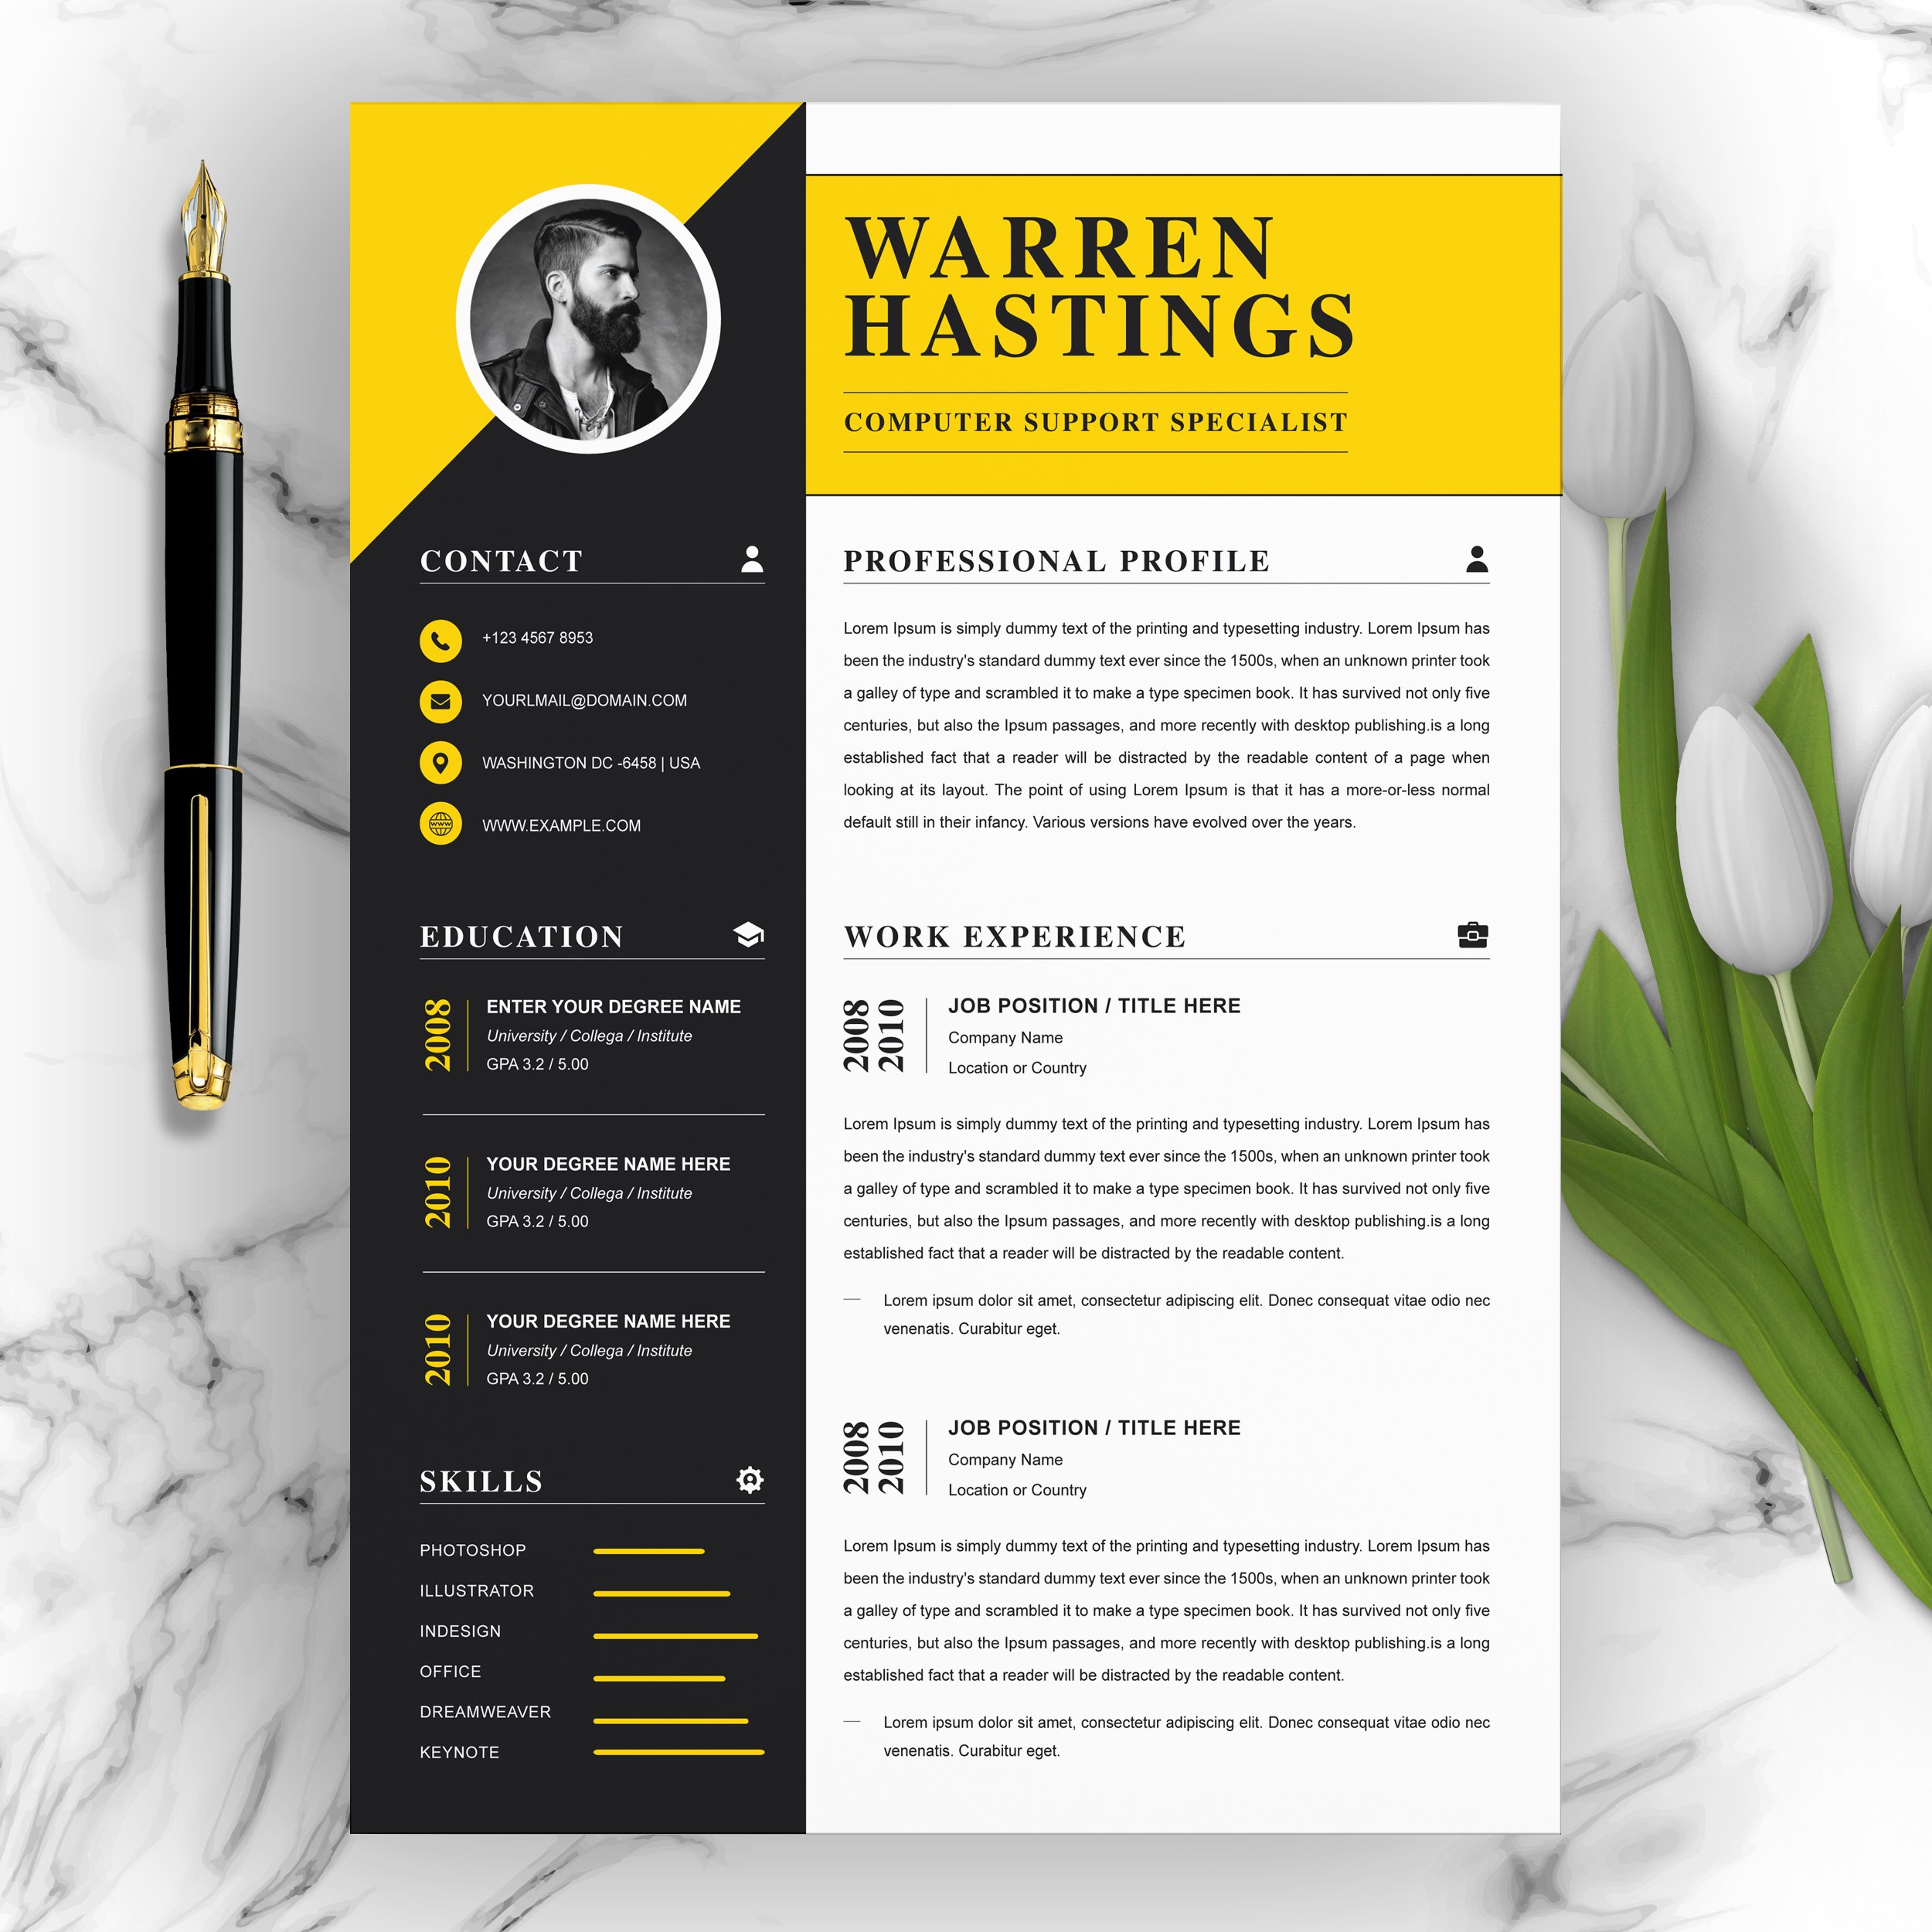 WARREN
HASTINGS
COMPUTER SUPPORT SPECIALIST
CONTACT
+123 4567 8953
YOURLMAIL@DOMAIN.COM
WASHINGTON DC -6458 | USA
WWW
WWW.EXAMPLE.COM
EDUCATION
2008
ENTER YOUR DEGREE NAME
University / Collega / Institute
GPA 3.2 / 5.00
2010
YOUR DEGREE NAME HERE
University / Collega / Institute
GPA 3.2 / 5.00
2010
YOUR DEGREE NAME HERE
University / Collega / Institute
GPA 3.2 / 5.00
SKILLS
PHOTOSHOP
ILLUSTRATOR
INDESIGN
OFFICE
DREAMWEAVER
KEYNOTE
PROFESSIONAL PROFILE
Lorem Ipsum is simply dummy text of the printing and typesetting industry. Lorem Ipsum has
been the industry's standard dummy text ever since the 1500s, when an unknown printer took
a galley of type and scrambled it to make a type specimen book. It has survived not only five
centuries, but also the Ipsum passages, and more recently with desktop publishing.is a long
established fact that a reader will be distracted by the readable content of a page when
looking at its layout. The point of using Lorem Ipsum is that it has a more-or-less normal
default still in their infancy. Various versions have evolved over the years.
WORK EXPERIENCE
2008
2010
JOB POSITION / TITLE HERE
Company Name
Location or Country
Lorem Ipsum is simply dummy text of the printing and typesetting industry. Lorem Ipsum has
been the industry's standard dummy text ever since the 1500s, when an unknown printer took
a galley of type and scrambled it to make a type specimen book. It has survived not only five
centuries, but also the Ipsum passages, and more recently with desktop publishing.is a long
established fact that a reader will be distracted by the readable content.
— Lorem ipsum dolor sit amet, consectetur adipiscing elit. Donec consequat vitae odio nec
venenatis. Curabitur eget.
2008
2010
JOB POSITION / TITLE HERE
Company Name
Location or Country
Lorem Ipsum is simply dummy text of the printing and typesetting industry. Lorem Ipsum has
been the industry's standard dummy text ever since the 1500s, when an unknown printer took
a galley of type and scrambled it to make a type specimen book. It has survived not only five
centuries, but also the Ipsum passages, and more recently with desktop publishing.is a long
established fact that a reader will be distracted by the readable content.
— Lorem ipsum dolor sit amet, consectetur adipiscing elit. Donec consequat vitae odio nec
venenatis. Curabitur eget.